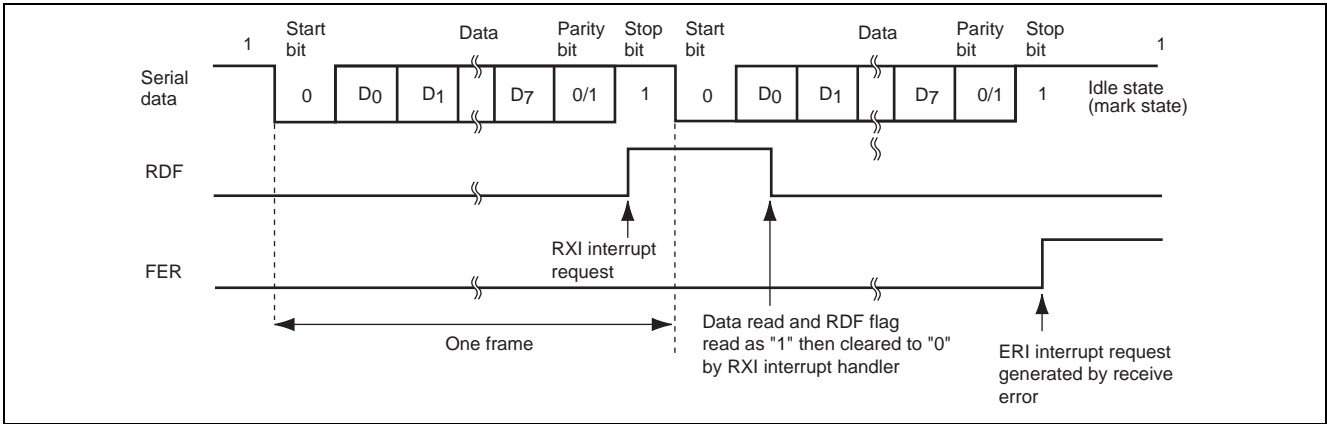 1
Start bit
Data
Parity bit
Stop bit
Start bit
Data
Parity bit
Stop bit
1
Serial data
0
D0
D1
D7
0/1
1
0
D0
D1
D7
0/1
1
Idle state
(mark state)
RDF
RXI interrupt
request
FER
One frame
Data read and RDF flag
read as "1" then cleared to "0"
by RXI interrupt handler
ERI interrupt request
generated by receive
error